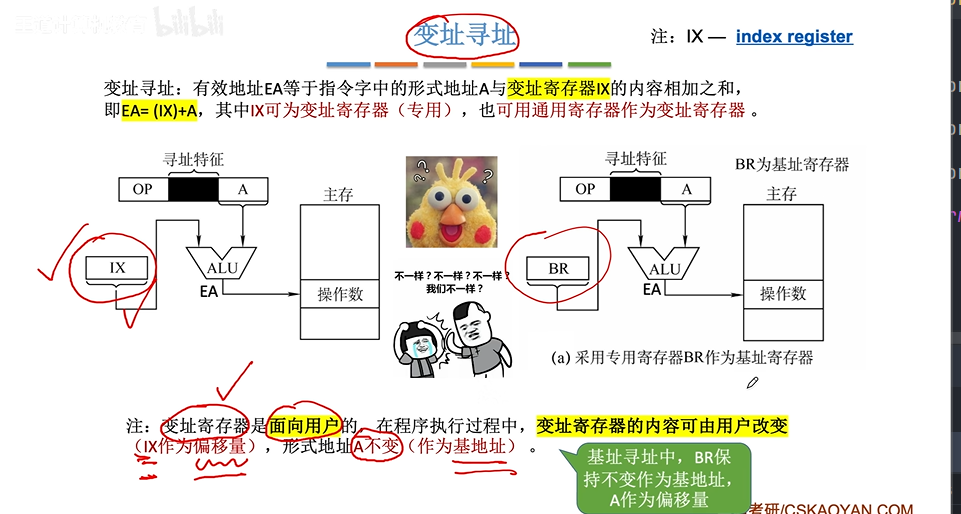 bilibili
变址寻址
注：IX — index register
变址寻址：有效地址EA等于指令字中的形式地址A与变址寄存器IX的内容相加之和，
即EA= (IX)+A，其中IX可为变址寄存器（专用），也可用通用寄存器作为变址寄存器 。
寻址特征
OP
A
主存
IX
ALU
EA
操作数
? ? ?
?
不一样？不一样？不一样？
我们不一样？
寻址特征
BR为基址寄存器
OP
A
主存
BR
ALU
EA
操作数
(a) 采用专用寄存器BR作为基址寄存器
注：变址寄存器是面向用户的，在程序执行过程中，变址寄存器的内容可由用户改变
（IX作为偏移量），形式地址A不变（作为基地址）。
基址寻址中，BR保
持不变作为基地址，
A作为偏移量
考研/CSKAOYAN.COM